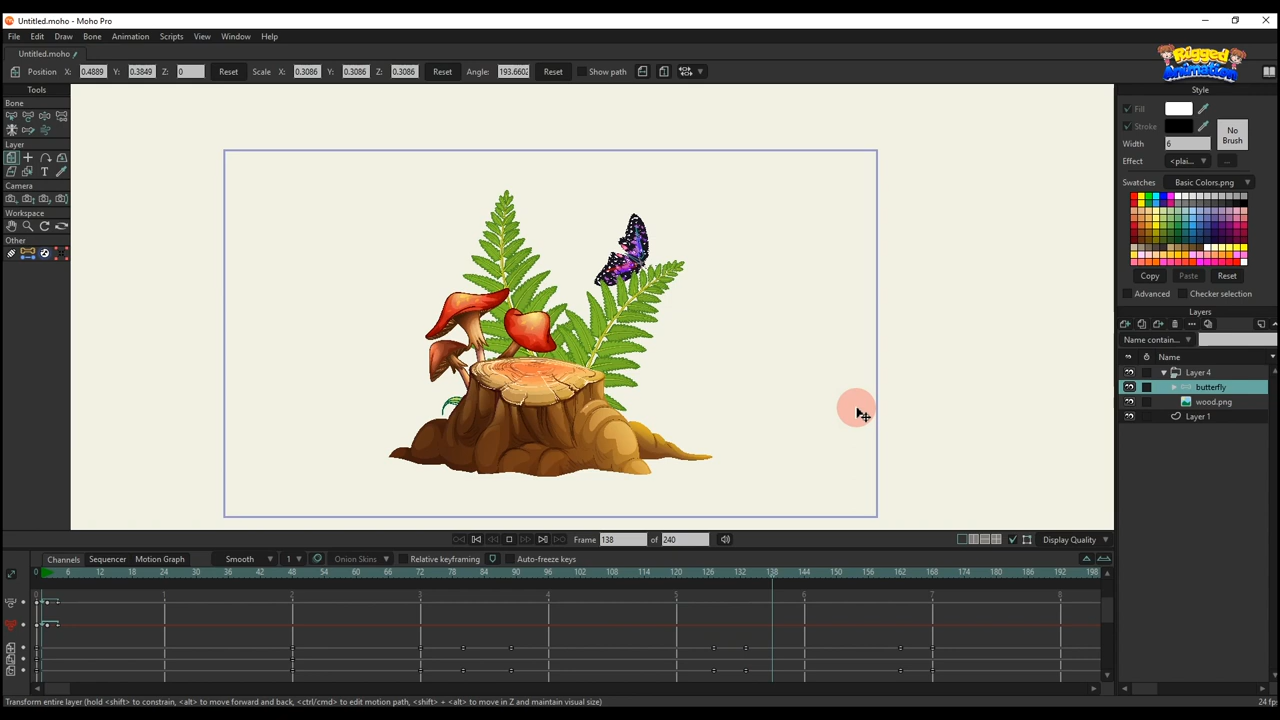 Untitled.moho - Moho Pro
File Edit Draw Bone Animation Scripts View Window Help
Untitled.moho
Position X: 0.4889 Y: 0.3849 Z: 0 Reset Scale X: 0.3086 Y: 0.3086 Z: 0.3086 Reset Angle: 193.6602 Reset Show path
Rigged Animation
Tools
Bone
Layer
Camera
Workspace
Other
Style
Fill
Stroke
No Brush
Width 6
Effect <plai... ...
Swatches Basic Colors.png
Copy Paste Reset
Advanced Checker selection
Layers
Name contain...
Name
Layer 4
butterfly
wood.png
Layer 1
Frame 138 of 240 Display Quality
Channels Sequencer Motion Graph Smooth 1 Onion Skins Relative keyframing Auto-freeze keys
0 6 12 18 24 30 36 42 48 54 60 66 72 78 84 90 96 102 108 114 120 126 132 138 144 150 156 162 168 174 180 186 192 198
0 1 2 3 4 5 6 7 8
Transform entire layer (hold <shift> to constrain, <alt> to move forward and back, <ctrl/cmd> to edit motion path, <shift> + <alt> to move in Z and maintain visual size)
24 fp